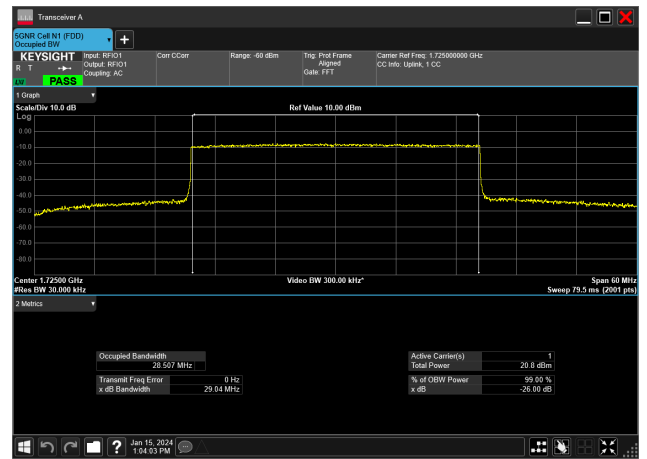 Transceiver A
5GNR Cell N1 (FDD)
Occupied BW
KEYSIGHT
R T
LW PASS
Input: RFIO1
Output: RFIO1
Coupling: AC
Corr CCorr
Range: -60 dBm
Trig: Prot Frame
Aligned
Gate: FFT
Carrier Ref Freq: 1.725000000 GHz
CC Info: Uplink, 1 CC
1 Graph
Scale/Div 10.0 dB
Ref Value 10.00 dBm
Log
0.00
-10.0
-20.0
-30.0
-40.0
-50.0
-60.0
-70.0
-80.0
Center 1.72500 GHz
Video BW 300.00 kHz*
Span 60 MHz
#Res BW 30.000 kHz
Sweep 79.5 ms (2001 pts)
2 Metrics
Occupied Bandwidth
28.507 MHz
Transmit Freq Error 0 Hz
x dB Bandwidth 29.04 MHz
Active Carrier(s) 1
Total Power 20.8 dBm
% of OBW Power 99.00 %
x dB -26.00 dB
Jan 15, 2024
1:04:03 PM